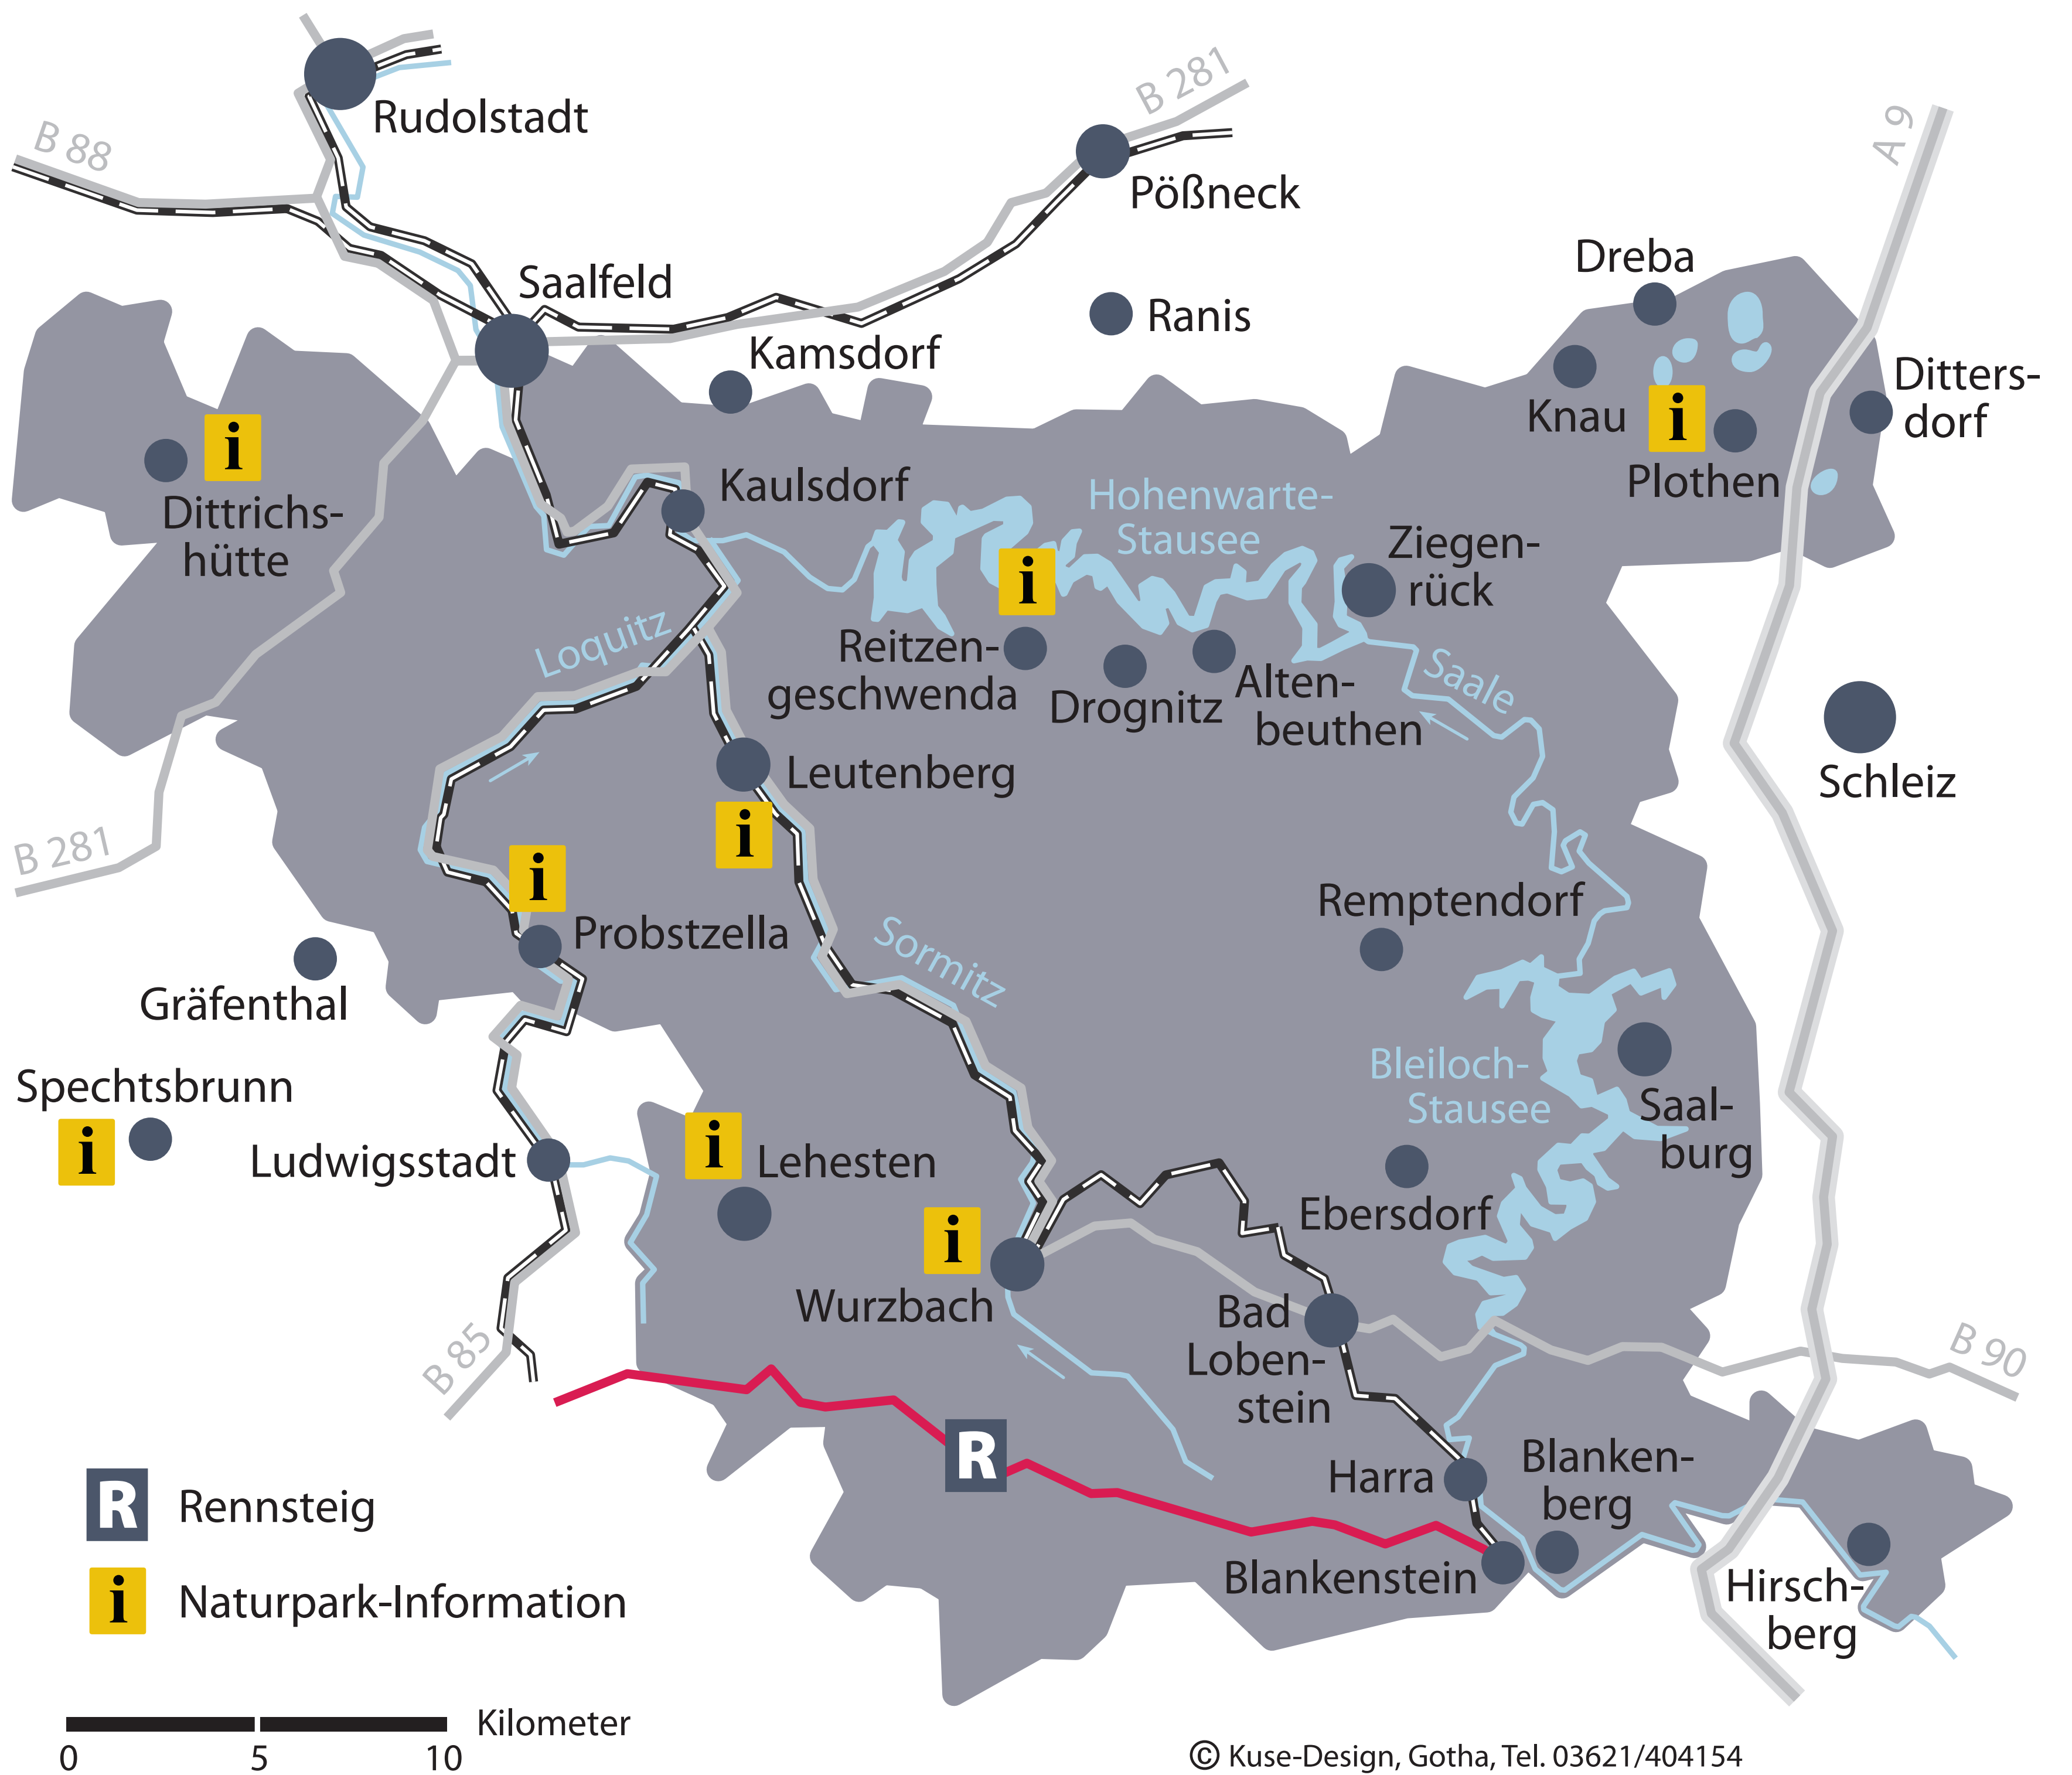 Rudolstadt
B 281
A 9
B 88
Pößneck
Dreba
Saalfeld
Ranis
Kamsdorf
Ditters-
dorf
Knau
i
i
Plothen
Kaulsdorf
Hohenwarte-
Stausee
Dittrichs-
hütte
Ziegen-
rück
i
Loquitz
Reitzen-
geschwenda
Drognitz
Alten-
beuthen
Saale
Leutenberg
Schleiz
i
B 281
i
Remptendorf
Probstzella
Sormitz
Gräfenthal
Bleiloch-
Stausee
Spechtsbrunn
i
Saal-
burg
Ludwigsstadt
i
Lehesten
Ebersdorf
i
Wurzbach
Bad
Loben-
stein
B 85
B 90
R
Harra
Blanken-
berg
Blankenstein
Hirsch-
berg
R Rennsteig
i Naturpark-Information
Kilometer
0 5 10
© Kuse-Design, Gotha, Tel. 03621/404154